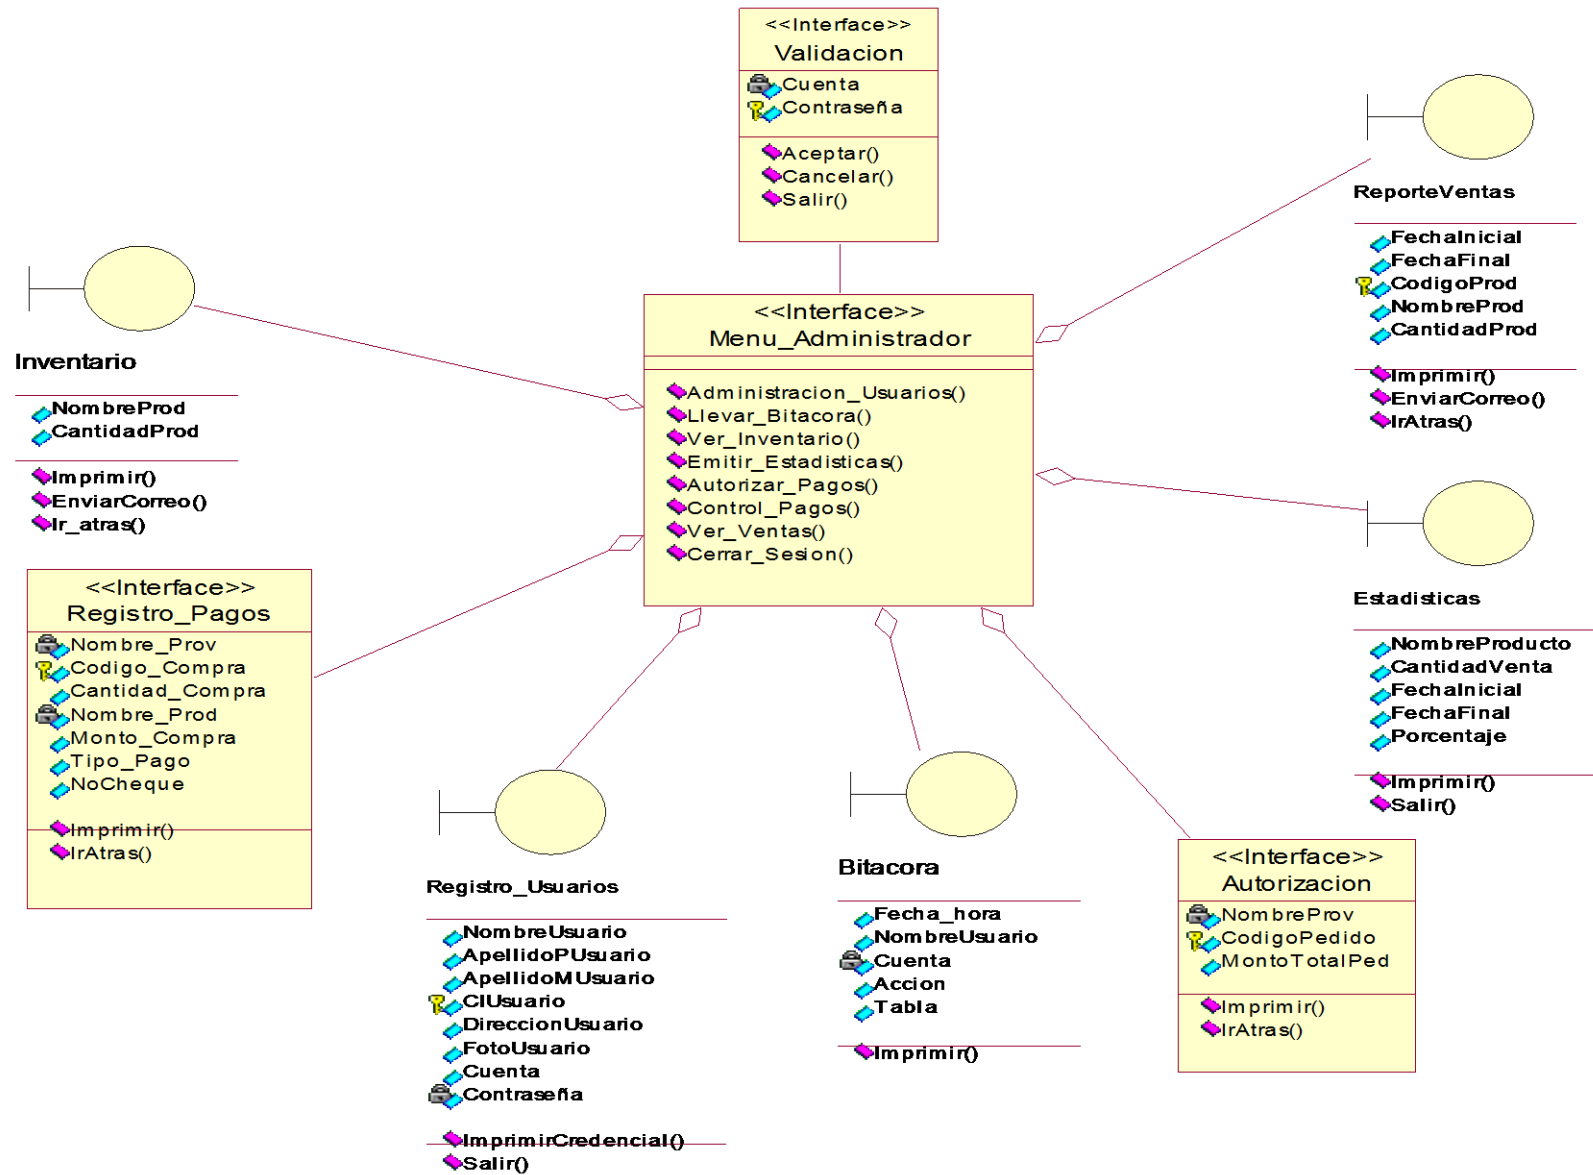 <<Interface>>
Validacion
Cuenta
Contraseña
Aceptar()
Cancelar()
Salir()
ReporteVentas
FechaInicial
FechaFinal
CodigoProd
NombreProd
CantidadProd
Imprimir()
EnviarCorreo()
IrAtras()
Inventario
NombreProd
CantidadProd
Imprimir()
EnviarCorreo()
Ir_atras()
<<Interface>>
Menu_Administrador
Administracion_Usuarios()
Llevar_Bitacora()
Ver_Inventario()
Emitir_Estadisticas()
Autorizar_Pagos()
Control_Pagos()
Ver_Ventas()
Cerrar_Sesion()
Estadisticas
NombreProducto
CantidadVenta
FechaInicial
FechaFinal
Porcentaje
Imprimir()
Salir()
<<Interface>>
Registro_Pagos
Nombre_Prov
Codigo_Compra
Cantidad_Compra
Nombre_Prod
Monto_Compra
Tipo_Pago
NoCheque
Imprimir()
IrAtras()
Registro_Usuarios
NombreUsuario
ApellidoPUsuario
ApellidoMUsuario
CIUsuario
DireccionUsuario
FotoUsuario
Cuenta
Contraseña
ImprimirCredencial()
Salir()
Bitacora
Fecha_hora
NombreUsuario
Cuenta
Accion
Tabla
Imprimir()
<<Interface>>
Autorizacion
NombreProv
CodigoPedido
MontoTotalPed
Imprimir()
IrAtras()